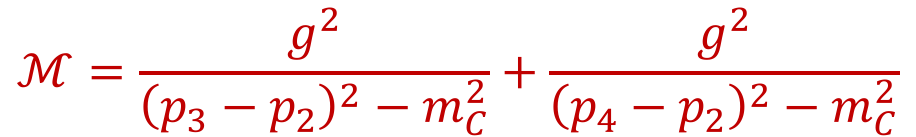 ℳ = g²/((p₃ − p₂)² − m_C²) + g²/((p₄ − p₂)² − m_C²)